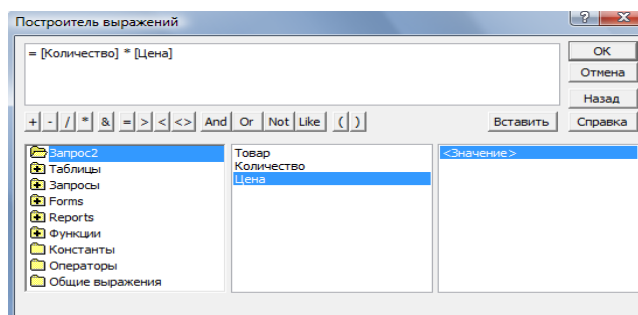 Построитель выражений
= [Количество] * [Цена]
OK
Отмена
Назад
+ - / * & = > < <> And Or Not Like ( ) Вставить Справка
Запрос2
Таблицы
Запросы
Forms
Reports
Функции
Константы
Операторы
Общие выражения
Товар
Количество
Цена
<Значение>